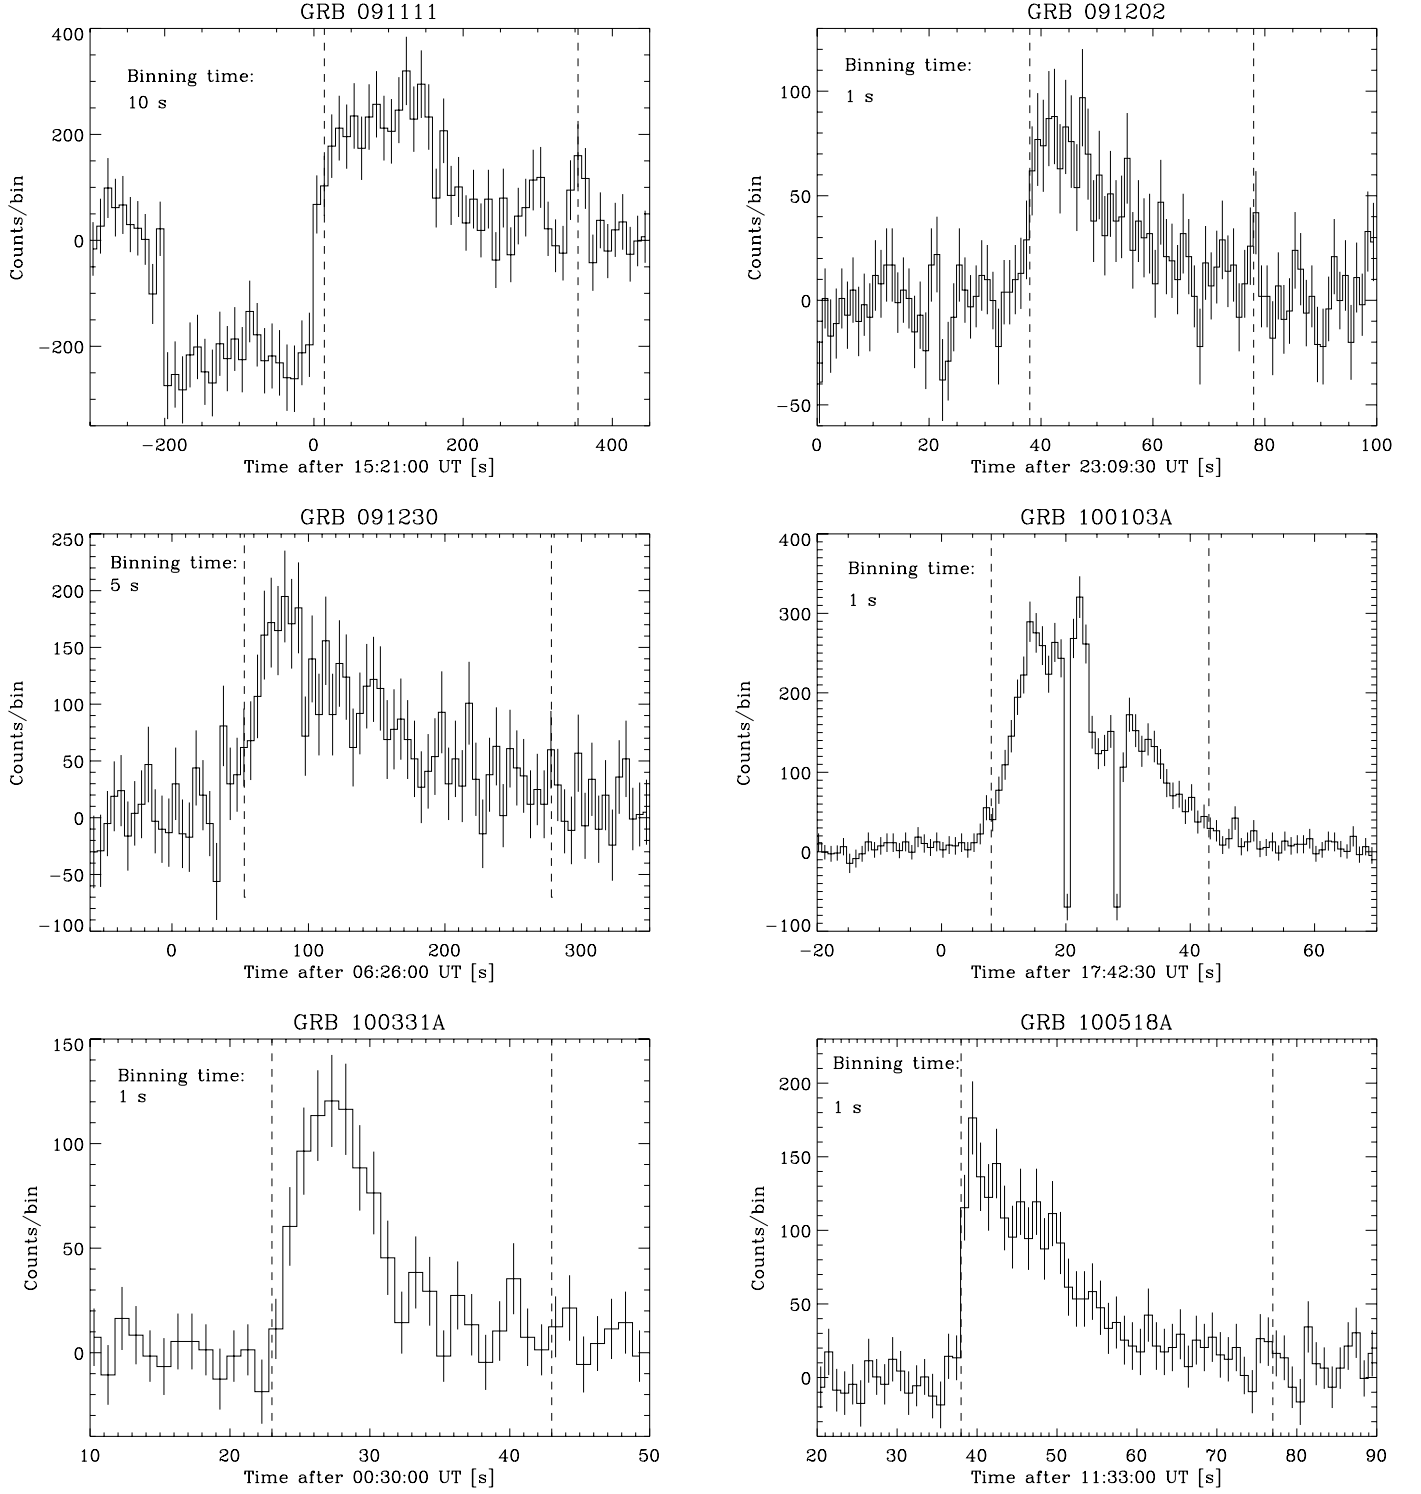 GRB 091111
Binning time:
10 s
400
200
0
−200
Counts/bin
−200 0 200 400
Time after 15:21:00 UT [s]
GRB 091202
Binning time:
1 s
100
50
0
−50
Counts/bin
0 20 40 60 80 100
Time after 23:09:30 UT [s]
GRB 091230
Binning time:
5 s
250
200
150
100
50
0
−50
−100
Counts/bin
0 100 200 300
Time after 06:26:00 UT [s]
GRB 100103A
Binning time:
1 s
400
300
200
100
0
−100
Counts/bin
−20 0 20 40 60
Time after 17:42:30 UT [s]
GRB 100331A
Binning time:
1 s
150
100
50
0
Counts/bin
10 20 30 40 50
Time after 00:30:00 UT [s]
GRB 100518A
Binning time:
1 s
200
150
100
50
0
Counts/bin
20 30 40 50 60 70 80 90
Time after 11:33:00 UT [s]